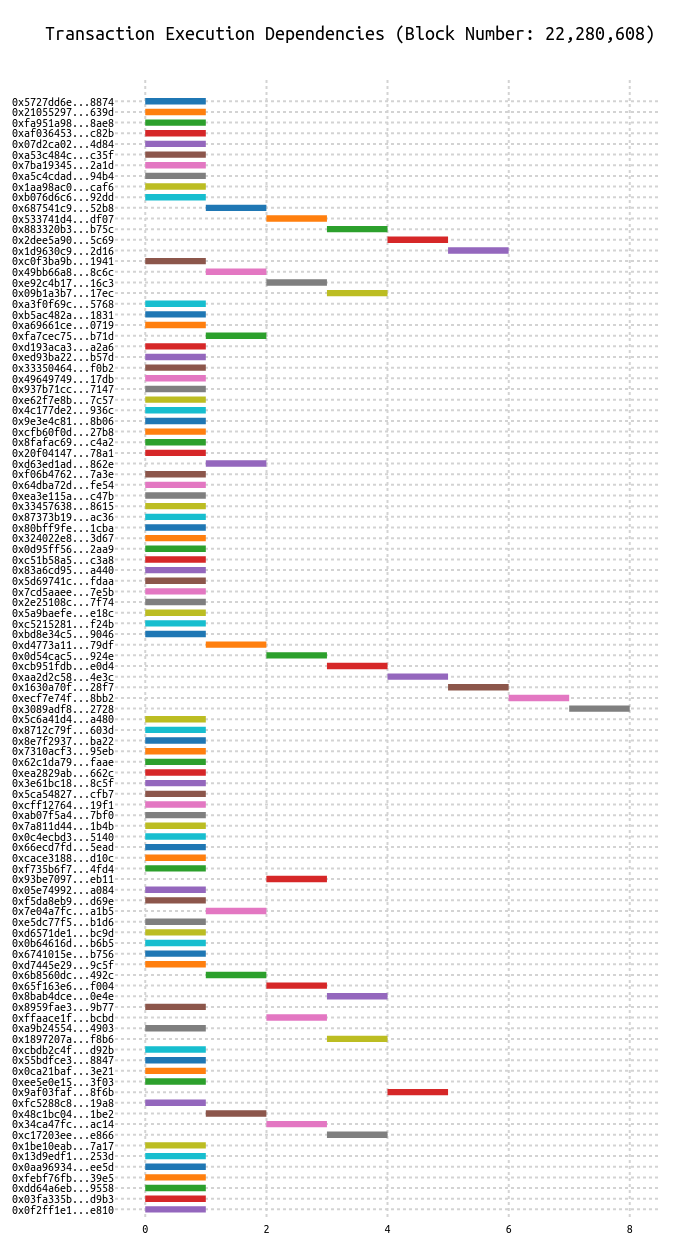 Transaction Execution Dependencies (Block Number: 22,280,608)
0x5727dd6e...8874
0x21055297...639d
0xfa951a98...8ae8
0xaf036453...c82b
0x07d2ca02...4d84
0xa53c484c...c35f
0x7ba19345...2a1d
0xa5c4cdad...94b4
0x1aa98ac0...caf6
0xb076d6c6...92dd
0x687541c9...52b8
0x533741d4...df07
0x883320b3...b75c
0x2dee5a90...5c69
0x1d9630c9...2d16
0xc0f3ba9b...1941
0x49bb66a8...8c6c
0xe92c4b17...16c3
0x09b1a3b7...17ec
0xa3f0f69c...5768
0xb5ac482a...1831
0xa69661ce...0719
0xfa7cec75...b71d
0xd193aca3...a2a6
0xed93ba22...b57d
0x33350464...f0b2
0x49649749...17db
0x937b71cc...7147
0xe62f7e8b...7c57
0x4c177de2...936c
0x9e3e4c81...8b06
0xcfb60f0d...27b8
0x8fafac69...c4a2
0x20f04147...78a1
0xd63ed1ad...862e
0xf06b4762...7a3e
0x64dba72d...fe54
0xea3e115a...c47b
0x33457638...8615
0x87373b19...ac36
0x80bff9fe...1cba
0x324022e8...3d67
0x0d95ff56...2aa9
0xc51b58a5...c3a8
0x83a6cd95...a440
0x5d69741c...fdaa
0x7cd5aaee...7e5b
0x2e25108c...7f74
0x5a9baefe...e18c
0xc5215281...f24b
0xbd8e34c5...9046
0xd4773a11...79df
0x0d54cac5...924e
0xcb951fdb...e0d4
0xaa2d2c58...4e3c
0x1630a70f...28f7
0xecf7e74f...8bb2
0x3089adf8...2728
0x5c6a41d4...a480
0x8712c79f...603d
0x8e7f2937...ba22
0x7310acf3...95eb
0x62c1da79...faae
0xea2829ab...662c
0x3e61bc18...8c5f
0x5ca54827...cfb7
0xcff12764...19f1
0xab07f5a4...7bf0
0x7a811d44...1b4b
0x0c4ecbd3...5140
0x66ecd7fd...5ead
0xcace3188...d10c
0xf735b6f7...4fd4
0x93be7097...eb11
0x05e74992...a084
0xf5da8eb9...d69e
0x7e04a7fc...a1b5
0xe5dc77f5...b1d6
0xd6571de1...bc9d
0x0b64616d...b6b5
0x6741015e...b756
0xd7445e29...9c5f
0x6b8560dc...492c
0x65f163e6...f004
0x8bab4dce...0e4e
0x8959fae3...9b77
0xffaace1f...bcbd
0xa9b24554...4903
0x1897207a...f8b6
0xcbdb2c4f...d92b
0x55bdfce3...8847
0x0ca21baf...3e21
0xee5e0e15...3f03
0x9af03faf...8f6b
0xfc5288c8...19a8
0x48c1bc04...1be2
0x34ca47fc...ac14
0xc17203ee...e866
0x1be10eab...7a17
0x13d9edf1...253d
0x0aa96934...ee5d
0xfebf76fb...39e5
0xdd64a6eb...9558
0x03fa335b...d9b3
0x0f2ff1e1...e810
0 2 4 6 8